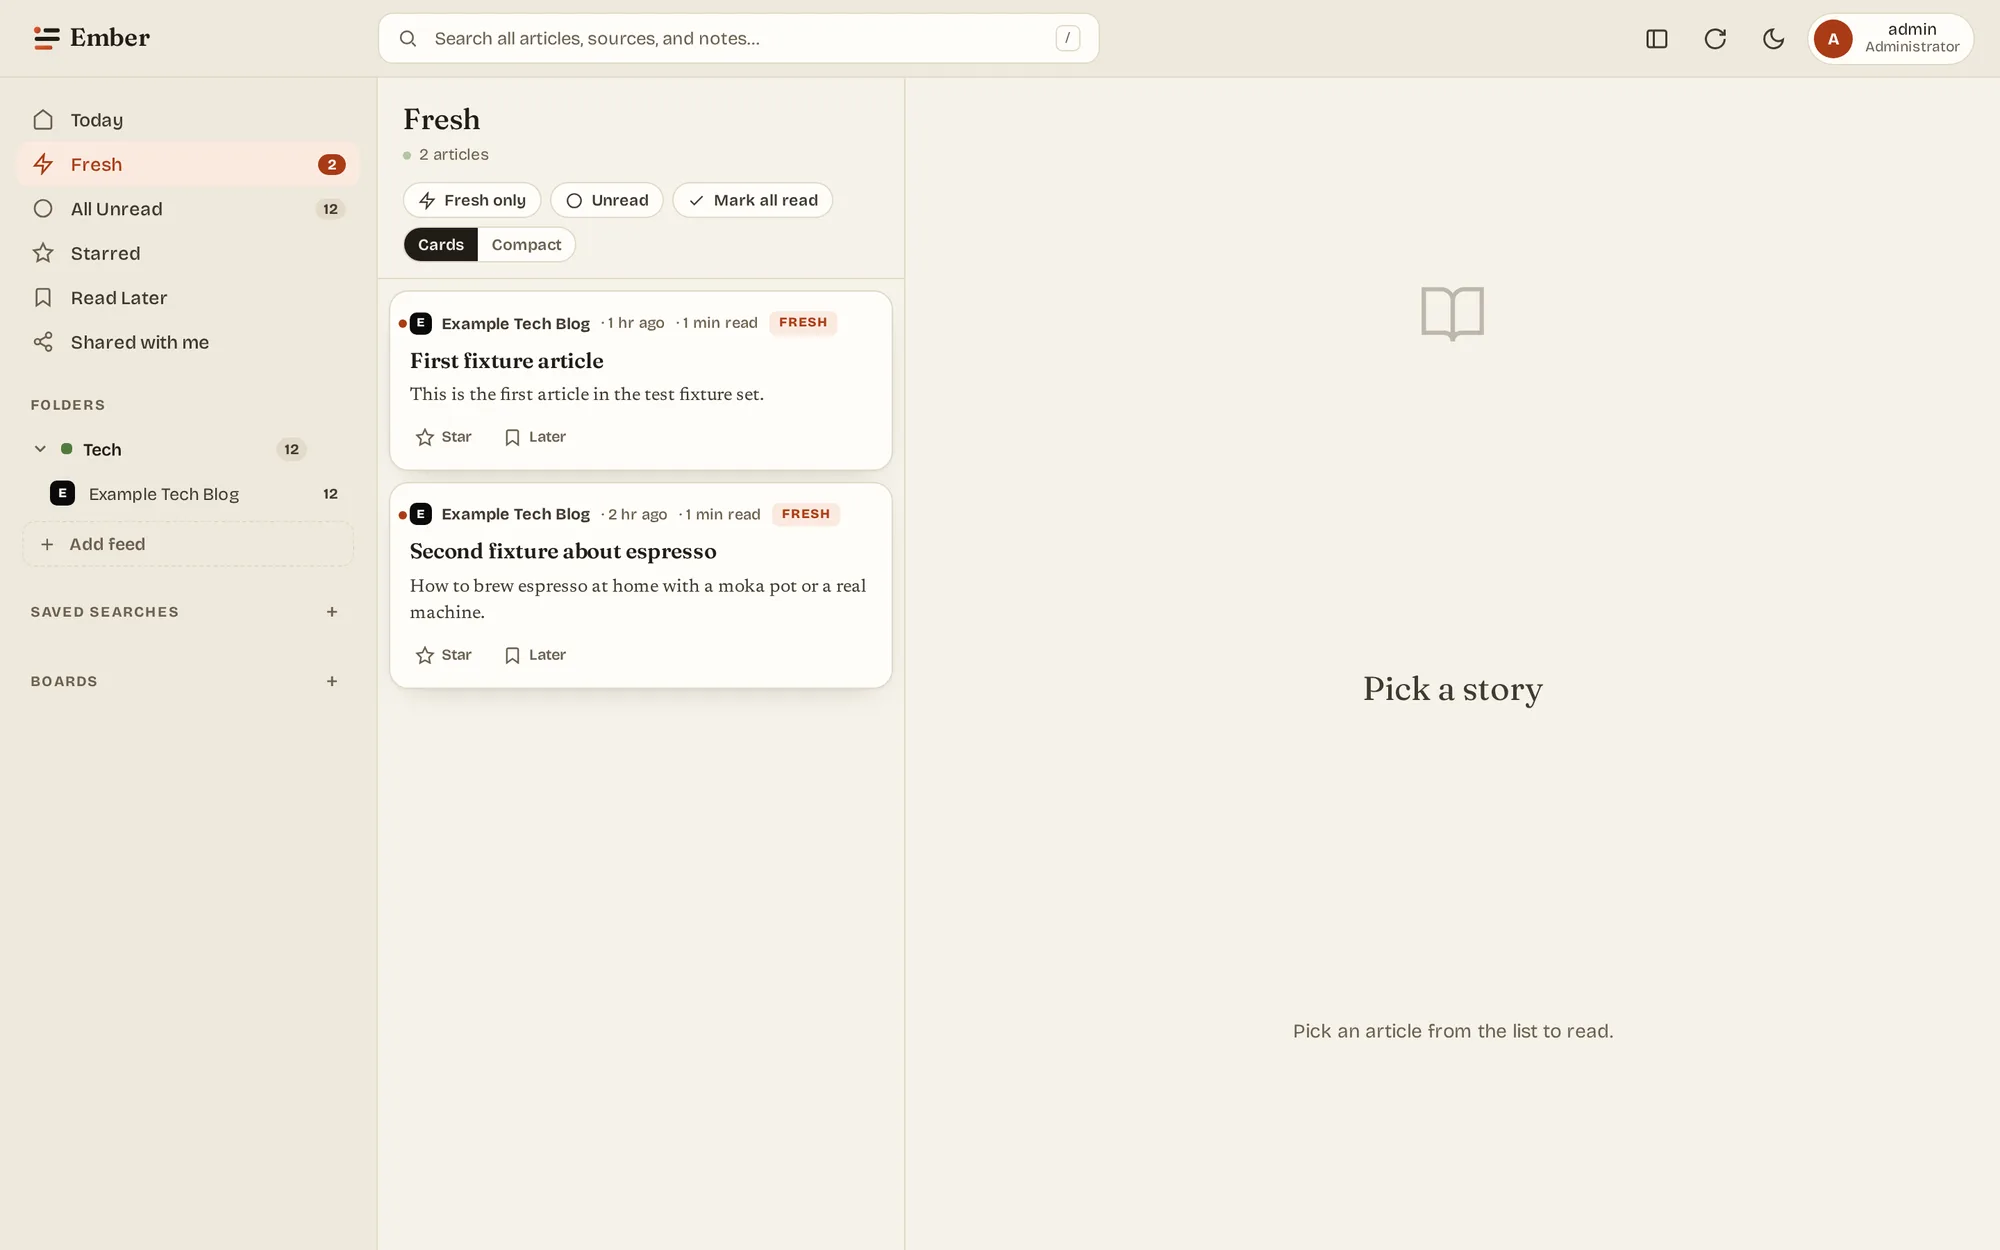 Ember
Search all articles, sources, and notes...
/
A
admin
Administrator
Today
Fresh
2
All Unread
12
Starred
Read Later
Shared with me
FOLDERS
Tech
12
E
Example Tech Blog
12
+ Add feed
SAVED SEARCHES
+
BOARDS
+
Fresh
2 articles
Fresh only
Unread
Mark all read
Cards
Compact
E
Example Tech Blog · 1 hr ago · 1 min read FRESH
First fixture article
This is the first article in the test fixture set.
Star
Later
E
Example Tech Blog · 2 hr ago · 1 min read FRESH
Second fixture about espresso
How to brew espresso at home with a moka pot or a real
machine.
Star
Later
Pick a story
Pick an article from the list to read.